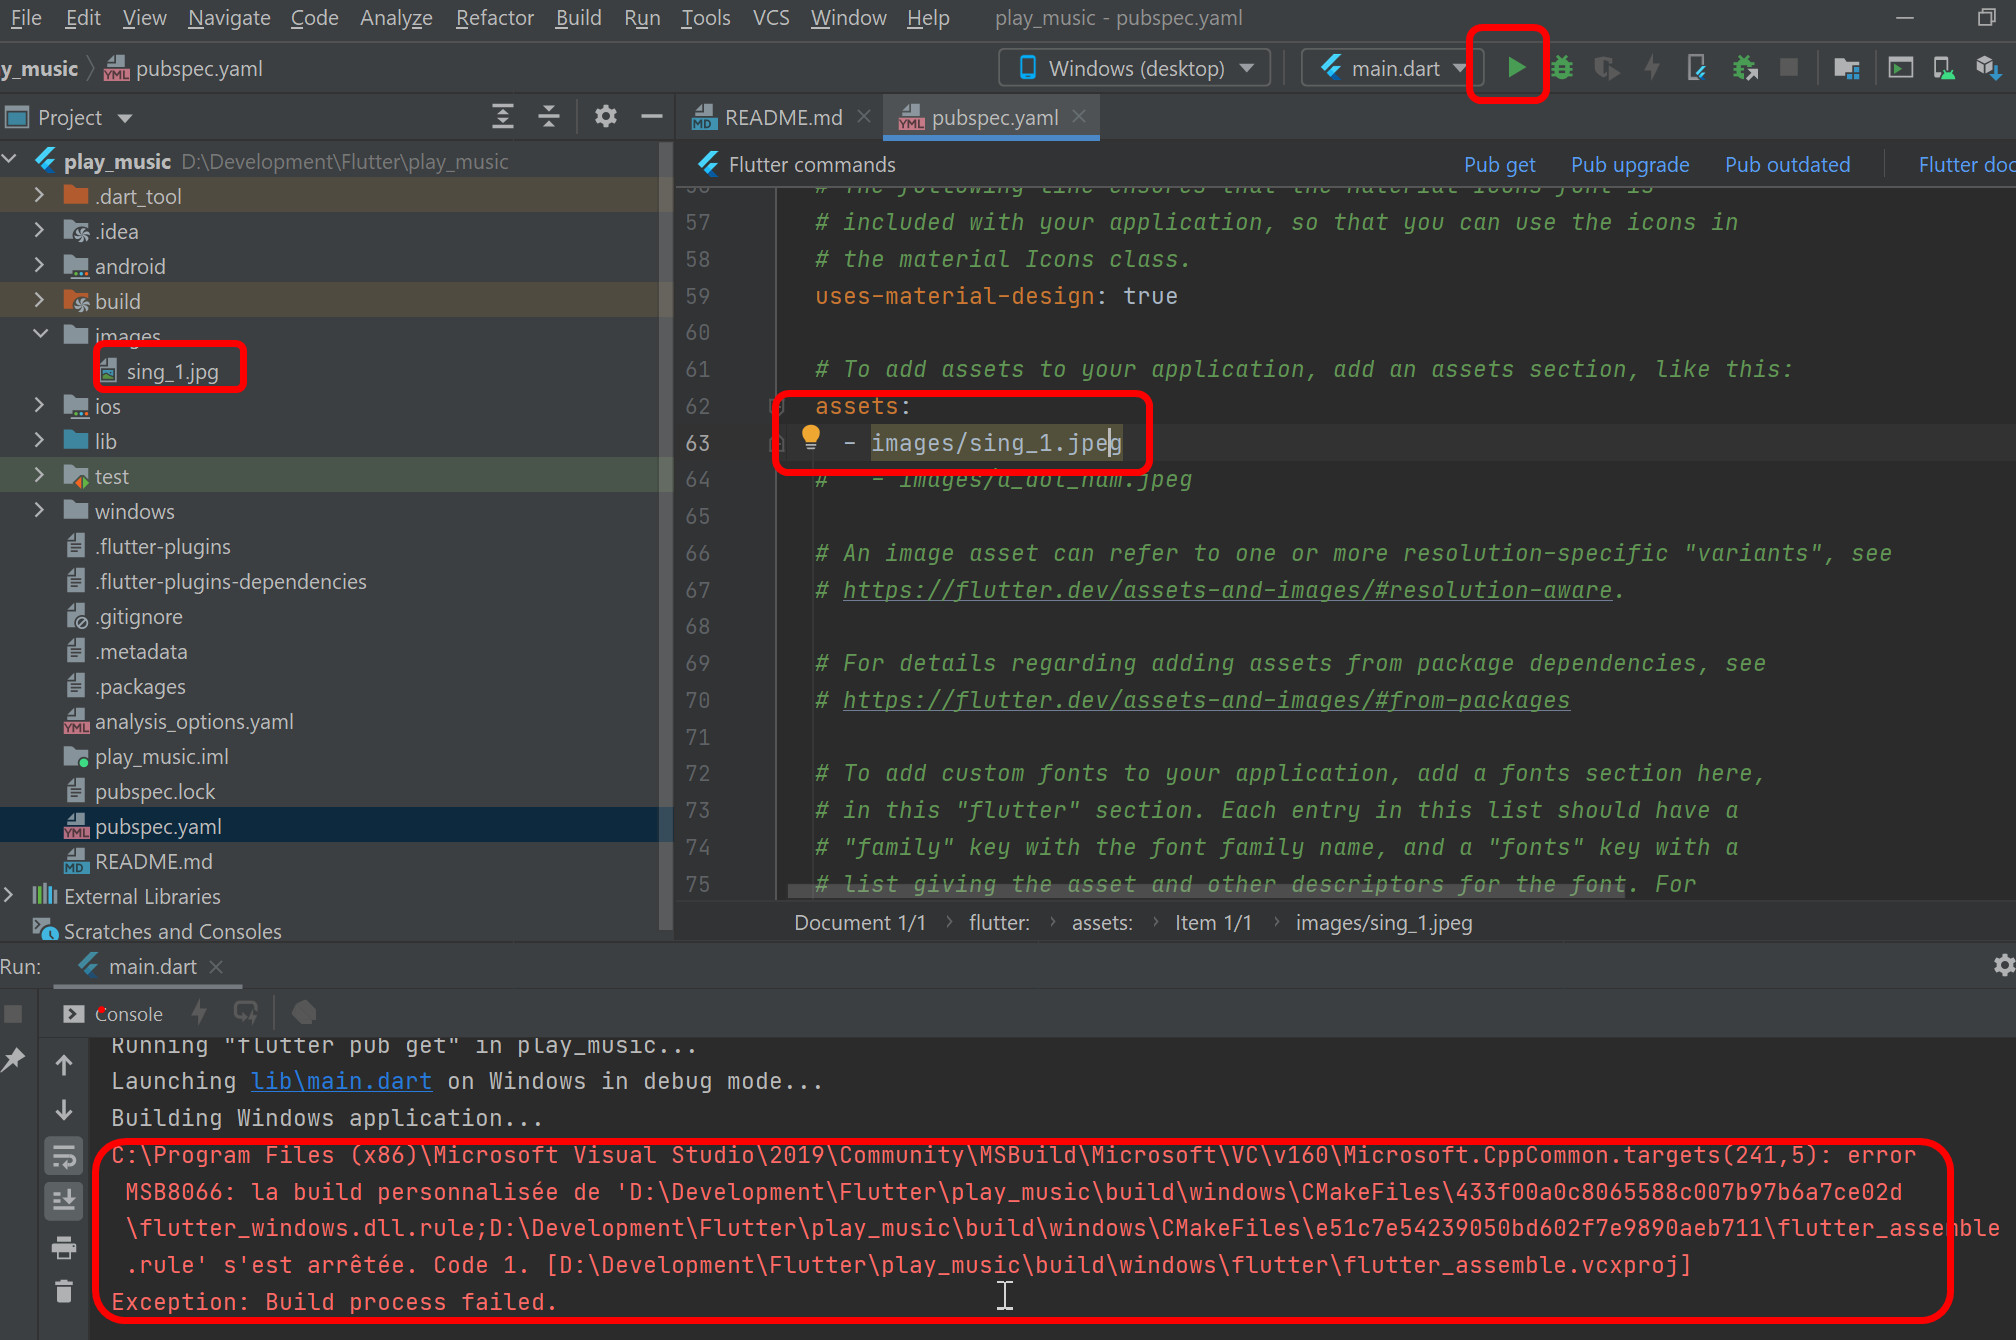 File Edit View Navigate Code Analyze Refactor Build Run Tools VCS Window Help play_music - pubspec.yaml
y_music pubspec.yaml Windows (desktop) main.dart
Project
README.md pubspec.yaml
play_music D:\Development\Flutter\play_music
Flutter commands Pub get Pub upgrade Pub outdated Flutter doc
.dart_tool
.idea
android
build
images
sing_1.jpg
ios
lib
test
windows
.flutter-plugins
.flutter-plugins-dependencies
.gitignore
.metadata
.packages
analysis_options.yaml
play_music.iml
pubspec.lock
pubspec.yaml
README.md
External Libraries
Scratches and Consoles
# The following line ensures that the Material Icons font is
57 # included with your application, so that you can use the icons in
58 # the material Icons class.
59 uses-material-design: true
60
61 # To add assets to your application, add an assets section, like this:
62 assets:
63 - images/sing_1.jpeg
64 # - images/a_dot_ham.jpeg
65
66 # An image asset can refer to one or more resolution-specific "variants", see
67 # https://flutter.dev/assets-and-images/#resolution-aware.
68
69 # For details regarding adding assets from package dependencies, see
70 # https://flutter.dev/assets-and-images/#from-packages
71
72 # To add custom fonts to your application, add a fonts section here,
73 # in this "flutter" section. Each entry in this list should have a
74 # "family" key with the font family name, and a "fonts" key with a
75 # list giving the asset and other descriptors for the font. For
Document 1/1 flutter: assets: Item 1/1 images/sing_1.jpeg
Run: main.dart
Console
Running "flutter pub get" in play_music...
Launching lib\main.dart on Windows in debug mode...
Building Windows application...
C:\Program Files (x86)\Microsoft Visual Studio\2019\Community\MSBuild\Microsoft\VC\v160\Microsoft.CppCommon.targets(241,5): error
MSB8066: la build personnalisée de 'D:\Development\Flutter\play_music\build\windows\CMakeFiles\433f00a0c8065588c007b97b6a7ce02d
\flutter_windows.dll.rule;D:\Development\Flutter\play_music\build\windows\CMakeFiles\e51c7e54239050bd602f7e9890aeb711\flutter_assemble
.rule' s'est arrêtée. Code 1. [D:\Development\Flutter\play_music\build\windows\flutter\flutter_assemble.vcxproj]
Exception: Build process failed.